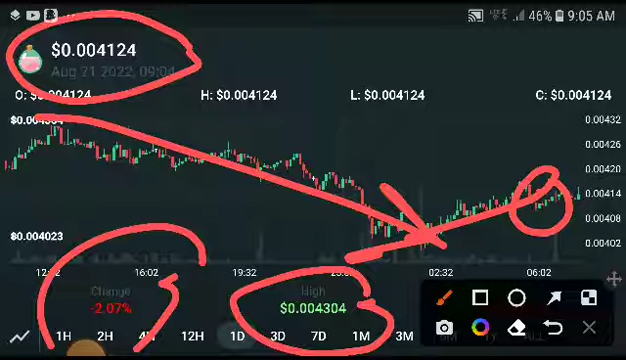 46% 9:05 AM
$0.004124
Aug 21 2022, 09:04
O: $0.004124 H: $0.004124 L: $0.004124 C: $0.004124
$0.004304
0.00432
0.00426
0.00420
0.00414
0.00408
0.00402
$0.004023
16:02 19:32 02:32 06:02
Change High
-2.07% $0.004304
1H 2H 12H 1D 3D 7D 1M 3M